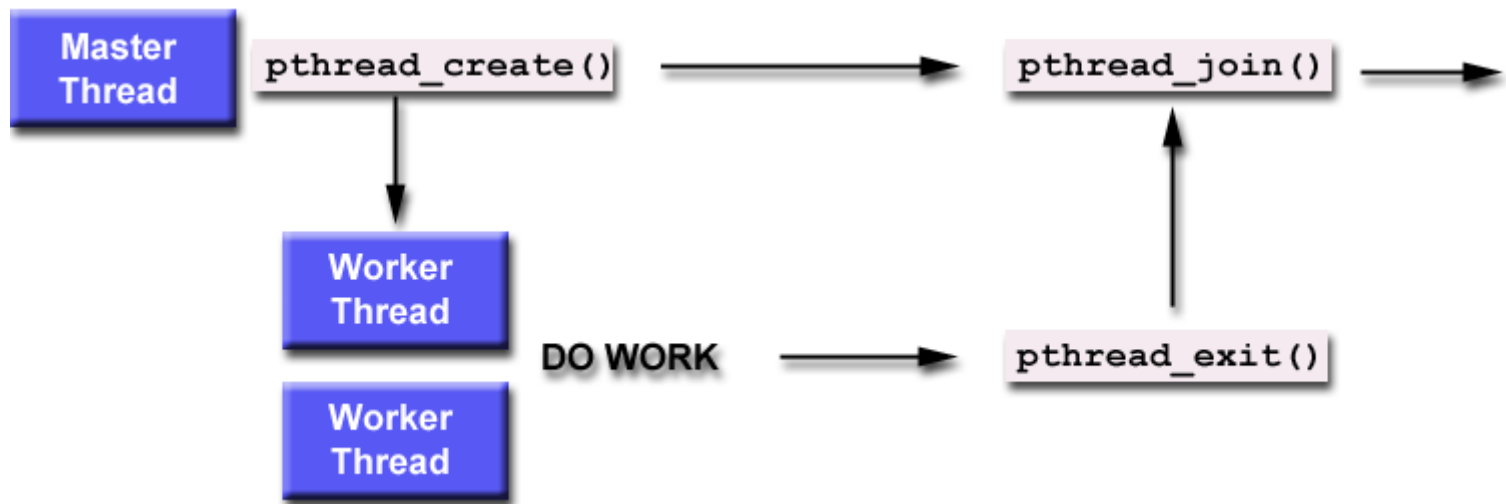 Master
Thread
pthread_create()
pthread_join()
Worker
Thread
DO WORK
pthread_exit()
Worker
Thread